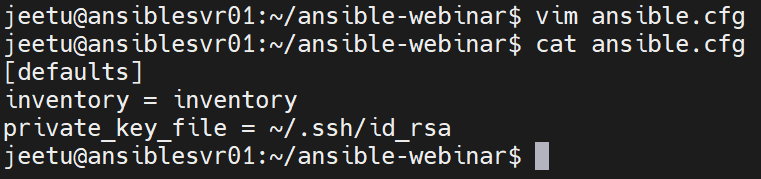 jeetu@ansiblesvr01:~/ansible-webinar$ vim ansible.cfg
jeetu@ansiblesvr01:~/ansible-webinar$ cat ansible.cfg
[defaults]
inventory = inventory
private_key_file = ~/.ssh/id_rsa
jeetu@ansiblesvr01:~/ansible-webinar$